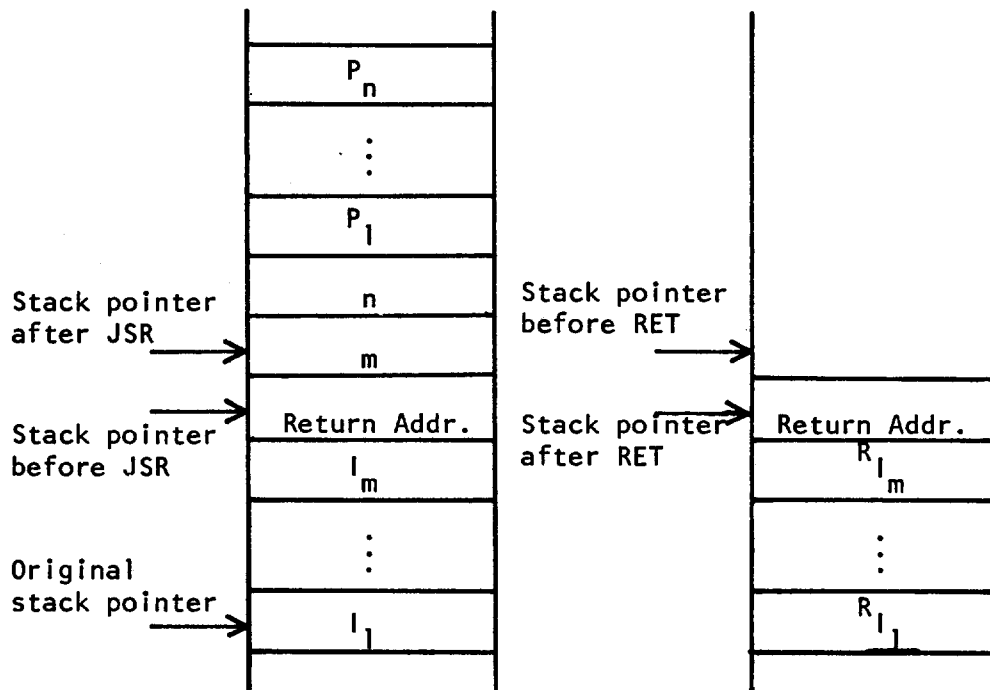 P_n
⋮
P_1
n
m
Return Addr.
I_m
⋮
I_1
Stack pointer
after JSR
Stack pointer
before JSR
Original
stack pointer
Stack pointer
before RET
Stack pointer
after RET
Return Addr.
R_I_m
⋮
R_I_1